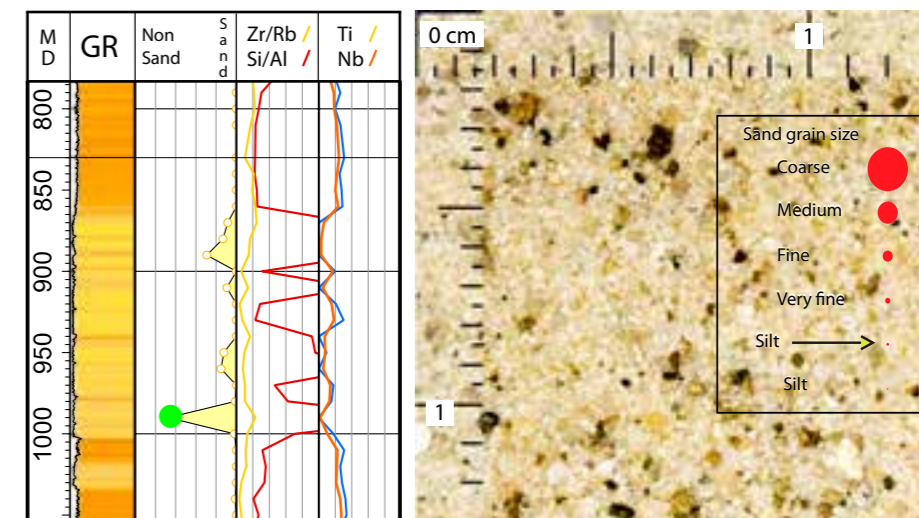 M
D
GR
Non
Sand
S
a
n
d
Zr/Rb /
Si/Al /
Ti /
Nb /
800
850
900
950
1000
0 cm
1
1
Sand grain size
Coarse
Medium
Fine
Very fine
Silt
Silt